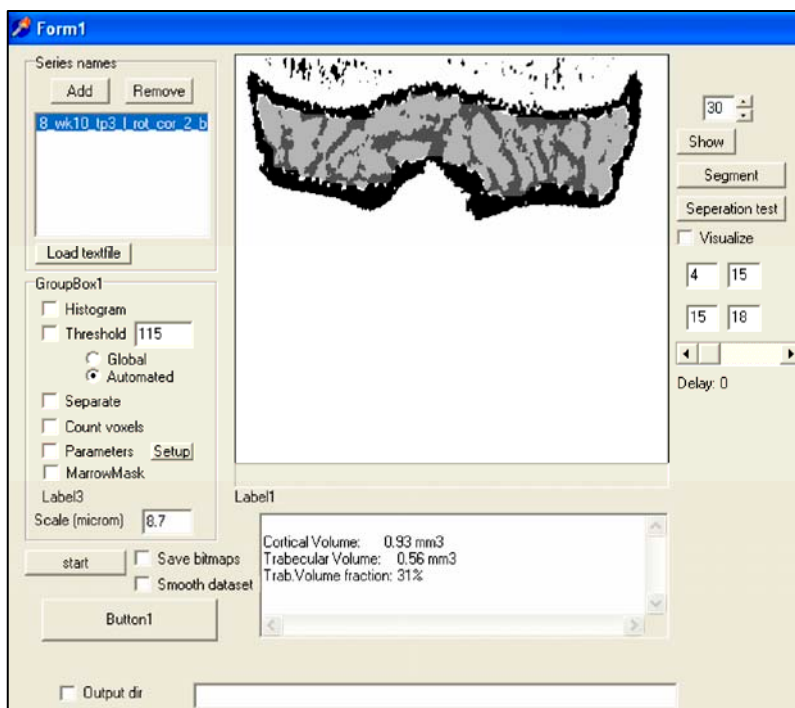 Form1
Series names
Add Remove
8_wk10_tp3_l_rot_cor_2_b
Load textfile
GroupBox1
Histogram
Threshold 115
Global
Automated
Separate
Count voxels
Parameters Setup
MarrowMask
Label3
Scale (microm) 8.7
start
Save bitmaps
Smooth dataset
Button1
Output dir
Label1
Cortical Volume: 0.93 mm3
Trabecular Volume: 0.56 mm3
Trab.Volume fraction: 31%
30
Show
Segment
Seperation test
Visualize
4 15
15 18
Delay: 0